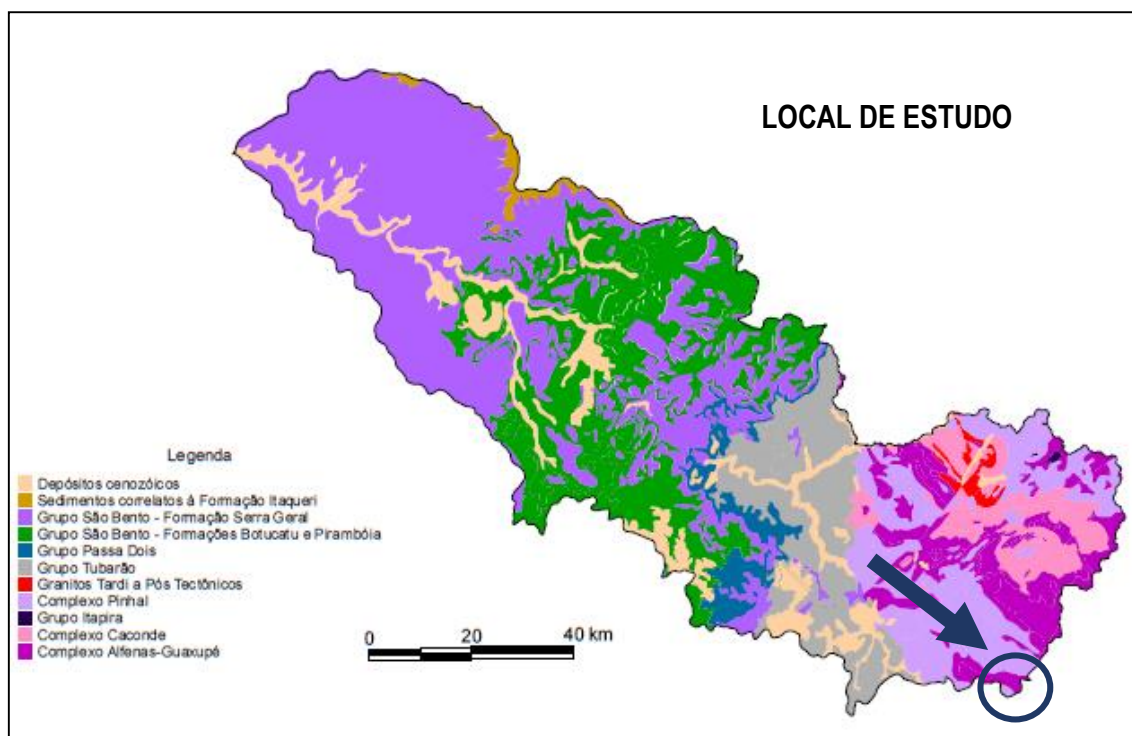 LOCAL DE ESTUDO
Legenda
Depósitos cenozóicos
Sedimentos correlatos à Formação Itaqueri
Grupo São Bento - Formação Serra Geral
Grupo São Bento - Formações Botucatu e Pirambóia
Grupo Passa Dois
Grupo Tubarão
Granitos Tardi a Pós Tectônicos
Complexo Pinhal
Grupo Itapira
Complexo Caconde
Complexo Alfenas-Guaxupé
0 20 40 km